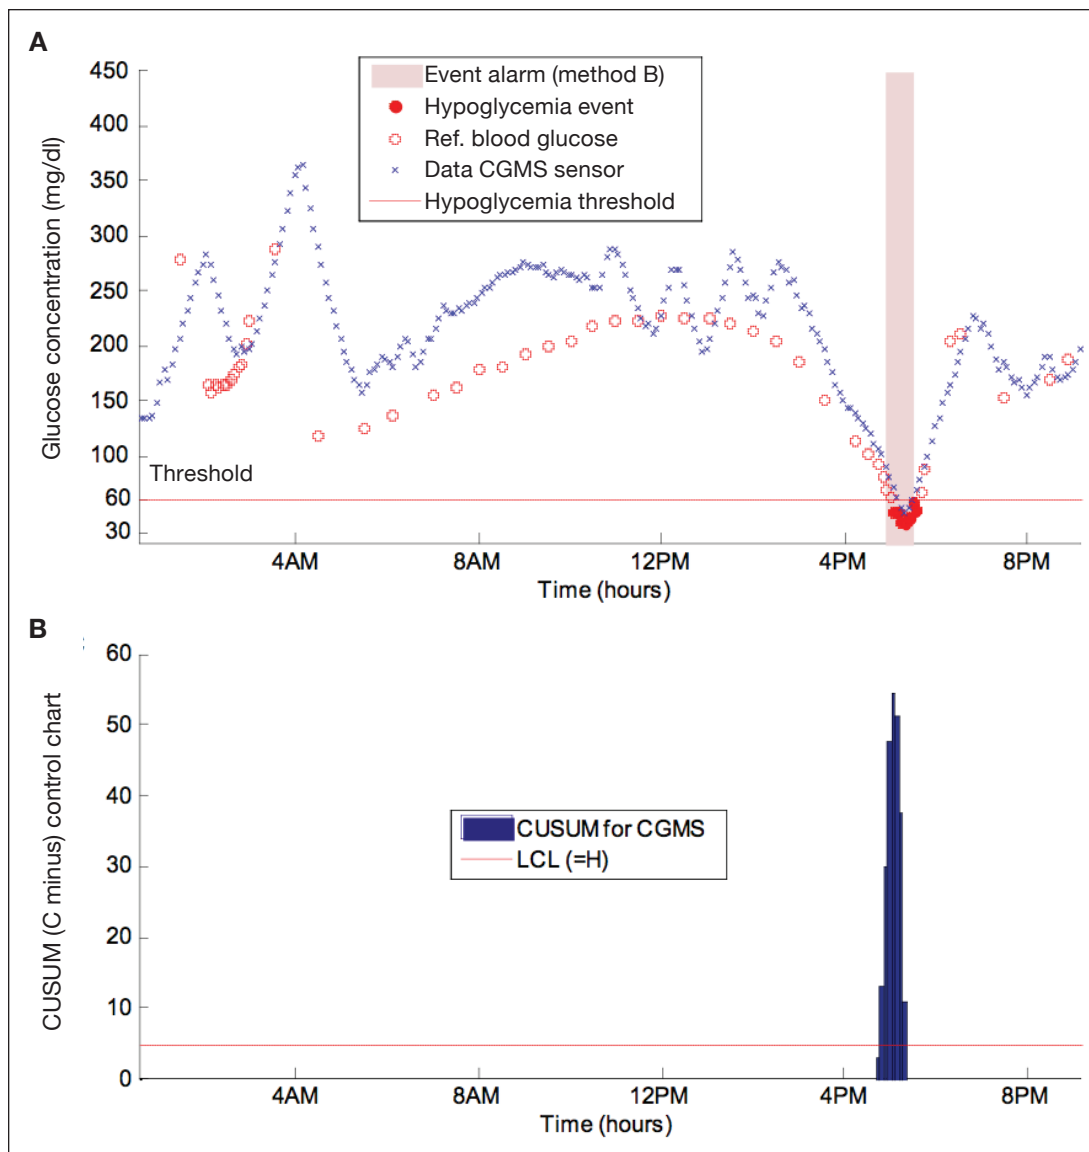 A
Glucose concentration (mg/dl)
450
400
350
300
250
200
150
100
60
30
Event alarm (method B)
Hypoglycemia event
Ref. blood glucose
Data CGMS sensor
Hypoglycemia threshold
Threshold
4AM
8AM
12PM
4PM
8PM
Time (hours)
B
CUSUM (C minus) control chart
60
50
40
30
20
10
0
CUSUM for CGMS
LCL (=H)
4AM
8AM
12PM
4PM
8PM
Time (hours)